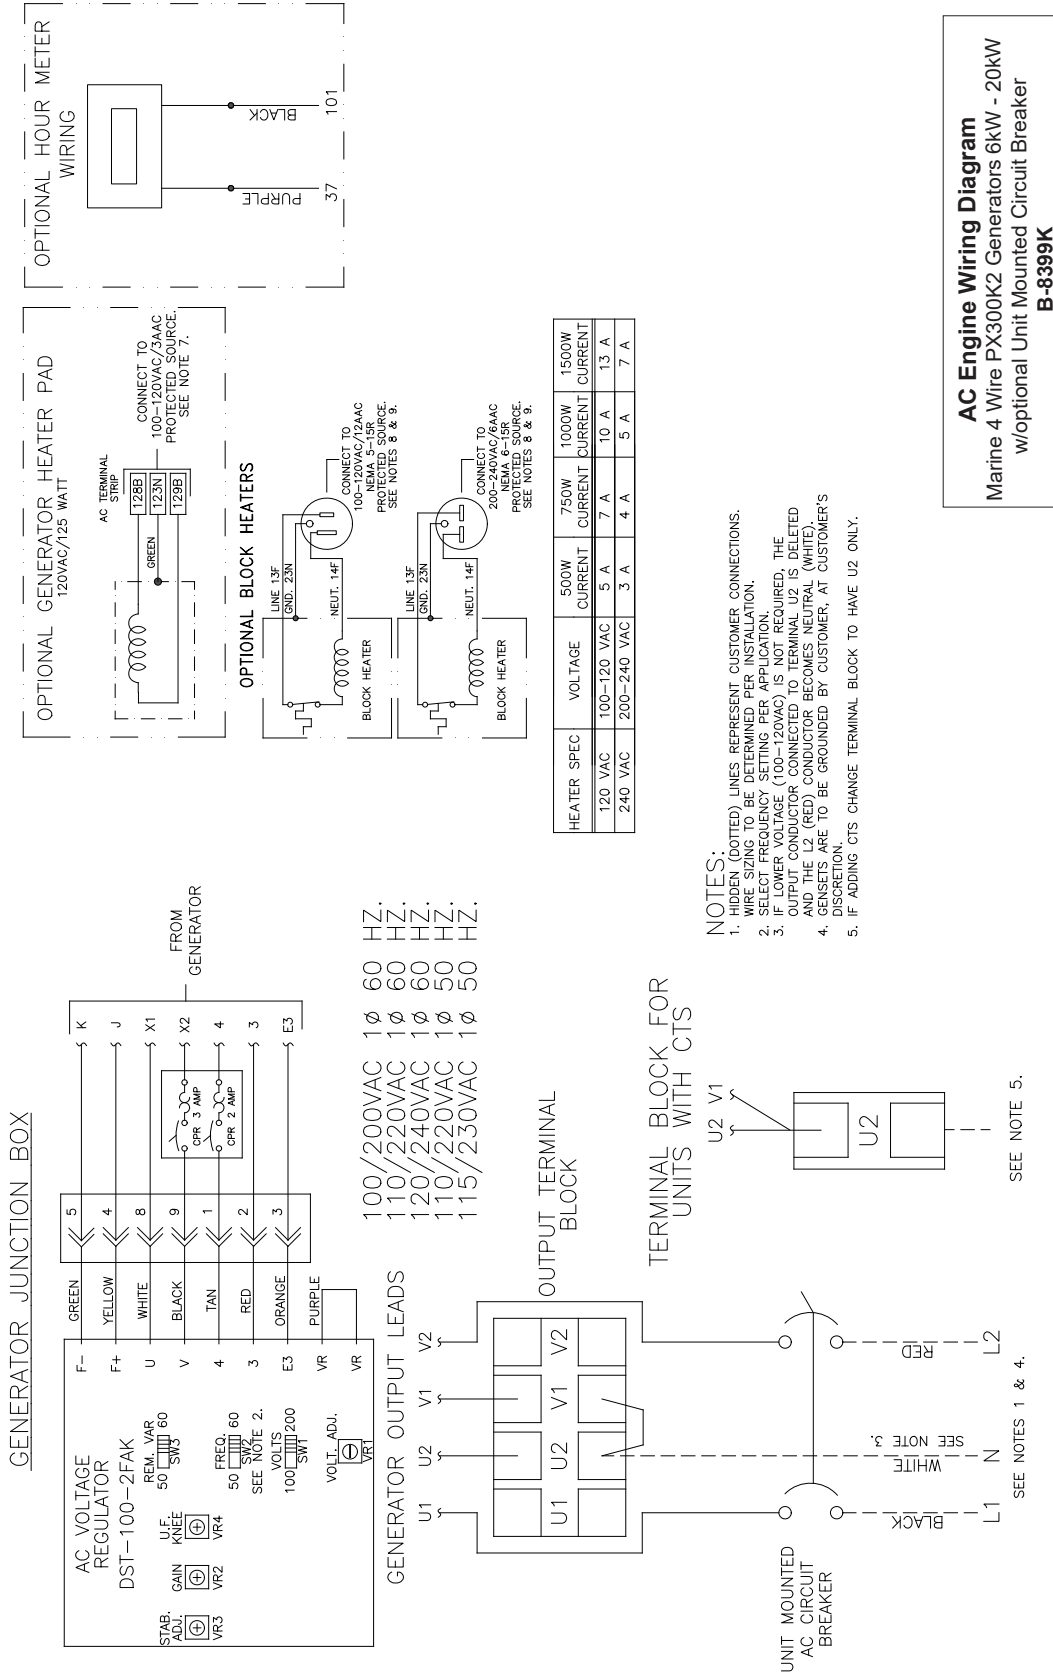 GENERATOR JUNCTION BOX
AC VOLTAGE
REGULATOR
DST-100-2FAK
STAB.
ADJ.
VR3
GAIN
VR2
U.F.
KNEE
VR4
REM. VAR
50
60
SW3
FREQ.
50
60
SW2
SEE NOTE 2.
VOLTS
100
200
SW1
VOLT. ADJ.
VR1
F-
F+
U
V
4
3
E3
VR
VR
GREEN
YELLOW
WHITE
BLACK
TAN
RED
ORANGE
PURPLE
5
4
8
9
1
2
3
CPR 3 AMP
CPR 2 AMP
K
J
X1
X2
4
3
E3
FROM
GENERATOR
100/200VAC 1Ø 60 HZ.
110/220VAC 1Ø 60 HZ.
120/240VAC 1Ø 60 HZ.
110/220VAC 1Ø 50 HZ.
115/230VAC 1Ø 50 HZ.
GENERATOR OUTPUT LEADS
U1
U2
V1
V2
OUTPUT TERMINAL
BLOCK
U1
U2
V1
V2
UNIT MOUNTED
AC CIRCUIT
BREAKER
BLACK
WHITE
SEE NOTE 3.
RED
L1
N
L2
SEE NOTES 1 & 4.
TERMINAL BLOCK FOR
UNITS WITH CTS
U2
V1
U2
SEE NOTE 5.
OPTIONAL GENERATOR HEATER PAD
120VAC/125 WATT
AC TERMINAL
STRIP
GREEN
128B
123N
129B
CONNECT TO
100-120VAC/3AAC
PROTECTED SOURCE.
SEE NOTE 7.
OPTIONAL HOUR METER
WIRING
PURPLE
BLACK
37
101
OPTIONAL BLOCK HEATERS
LINE 13F
GND. 23N
NEUT. 14F
BLOCK HEATER
CONNECT TO
100-120VAC/12AAC
NEMA 5-15R
PROTECTED SOURCE.
SEE NOTES 8 & 9.
LINE 13F
GND. 23N
NEUT. 14F
BLOCK HEATER
CONNECT TO
200-240VAC/6AAC
NEMA 6-15R
PROTECTED SOURCE.
SEE NOTES 8 & 9.
HEATER SPEC VOLTAGE 500W CURRENT 750W CURRENT 1000W CURRENT 1500W CURRENT
120 VAC 100-120 VAC 5 A 7 A 10 A 13 A
240 VAC 200-240 VAC 3 A 4 A 5 A 7 A
NOTES:
1. HIDDEN (DOTTED) LINES REPRESENT CUSTOMER CONNECTIONS.
WIRE SIZING TO BE DETERMINED PER INSTALLATION.
2. SELECT FREQUENCY SETTING PER APPLICATION.
3. IF LOWER VOLTAGE (100-120VAC) IS NOT REQUIRED, THE
OUTPUT CONDUCTOR CONNECTED TO TERMINAL U2 IS DELETED
AND THE L2 (RED) CONDUCTOR BECOMES NEUTRAL (WHITE).
4. GENSETS ARE TO BE GROUNDED BY CUSTOMER, AT CUSTOMER'S
DISCRETION.
5. IF ADDING CTS CHANGE TERMINAL BLOCK TO HAVE U2 ONLY.
AC Engine Wiring Diagram
Marine 4 Wire PX300K2 Generators 6kW - 20kW
w/optional Unit Mounted Circuit Breaker
B-8399K